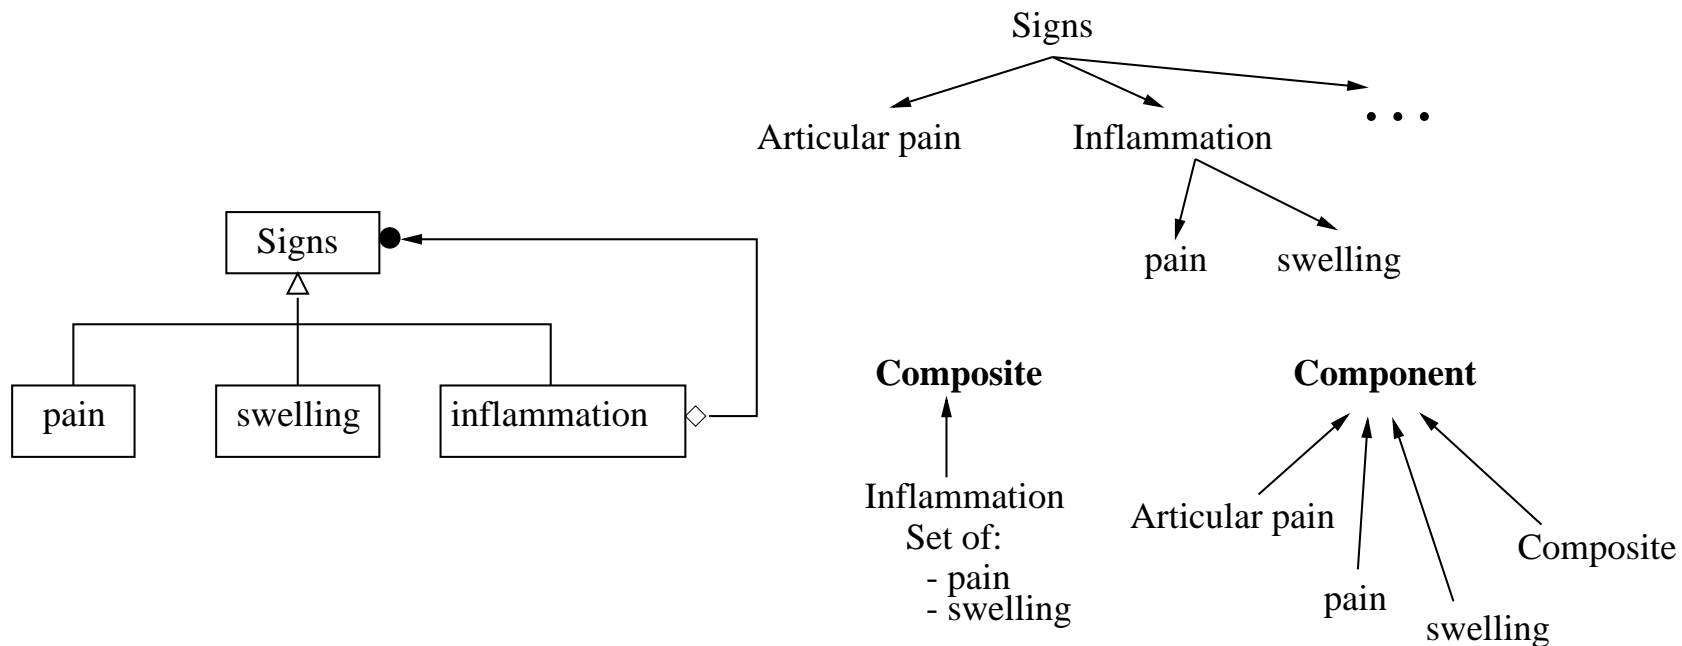 Signs
Articular pain
Inflammation
. . .
pain
swelling
Signs
pain
swelling
inflammation
Composite
Inflammation
Set of:
- pain
- swelling
Component
Articular pain
pain
swelling
Composite